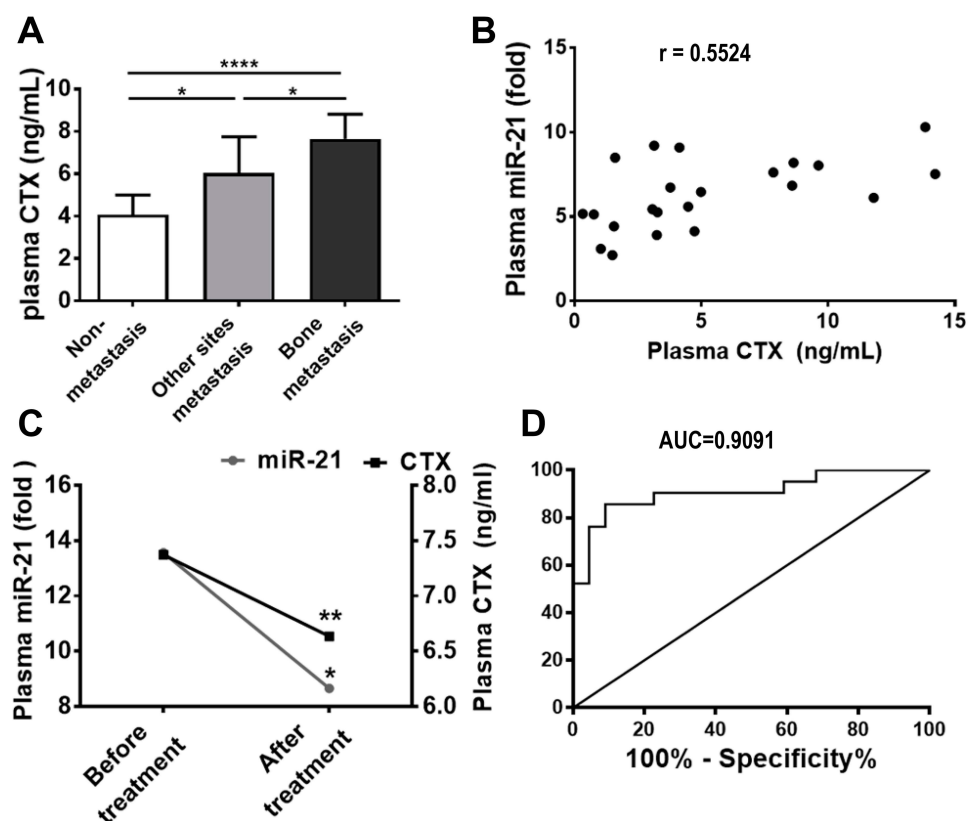 A
plasma CTX (ng/mL)
10
8
6
4
2
0
****
*
*
Non-
metastasis
Other sites
metastasis
Bone
metastasis
B
r = 0.5524
Plasma miR-21 (fold)
15
10
5
0
0
5
10
15
Plasma CTX (ng/mL)
C
miR-21
CTX
Plasma miR-21 (fold )
16
14
12
10
8
8.0
7.5
7.0
6.5
6.0
Plasma CTX (ng/ml)
**
*
Before
treatment
After
treatment
D
AUC=0.9091
100
80
60
40
20
0
0
20
40
60
80
100
100% - Specificity%